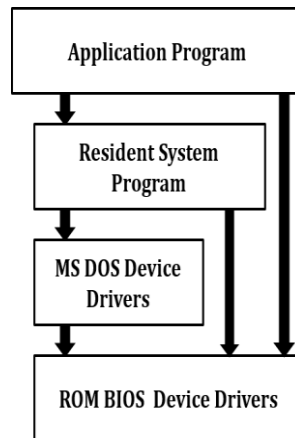 Application Program
Resident System
Program
MS DOS Device
Drivers
ROM BIOS Device Drivers